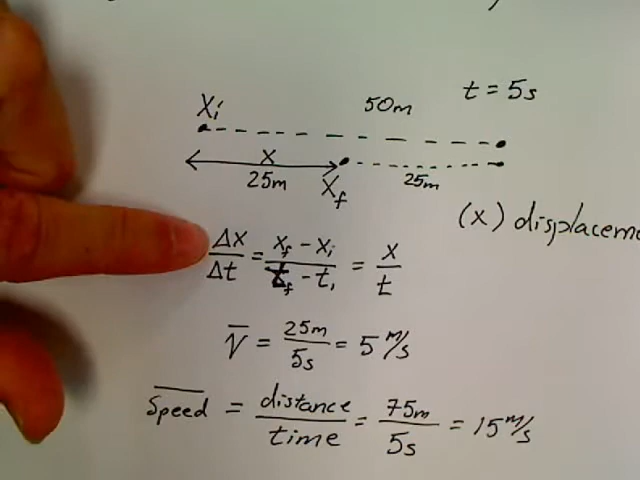 t = 5s
50m
Xi
x
25m
25m
Xf
(x) displacem
Δx/Δt = (xf - xi)/(tf - ti) = x/t
V̅ = 25m/5s = 5 m/s
Speed = distance/time = 75m/5s = 15 m/s